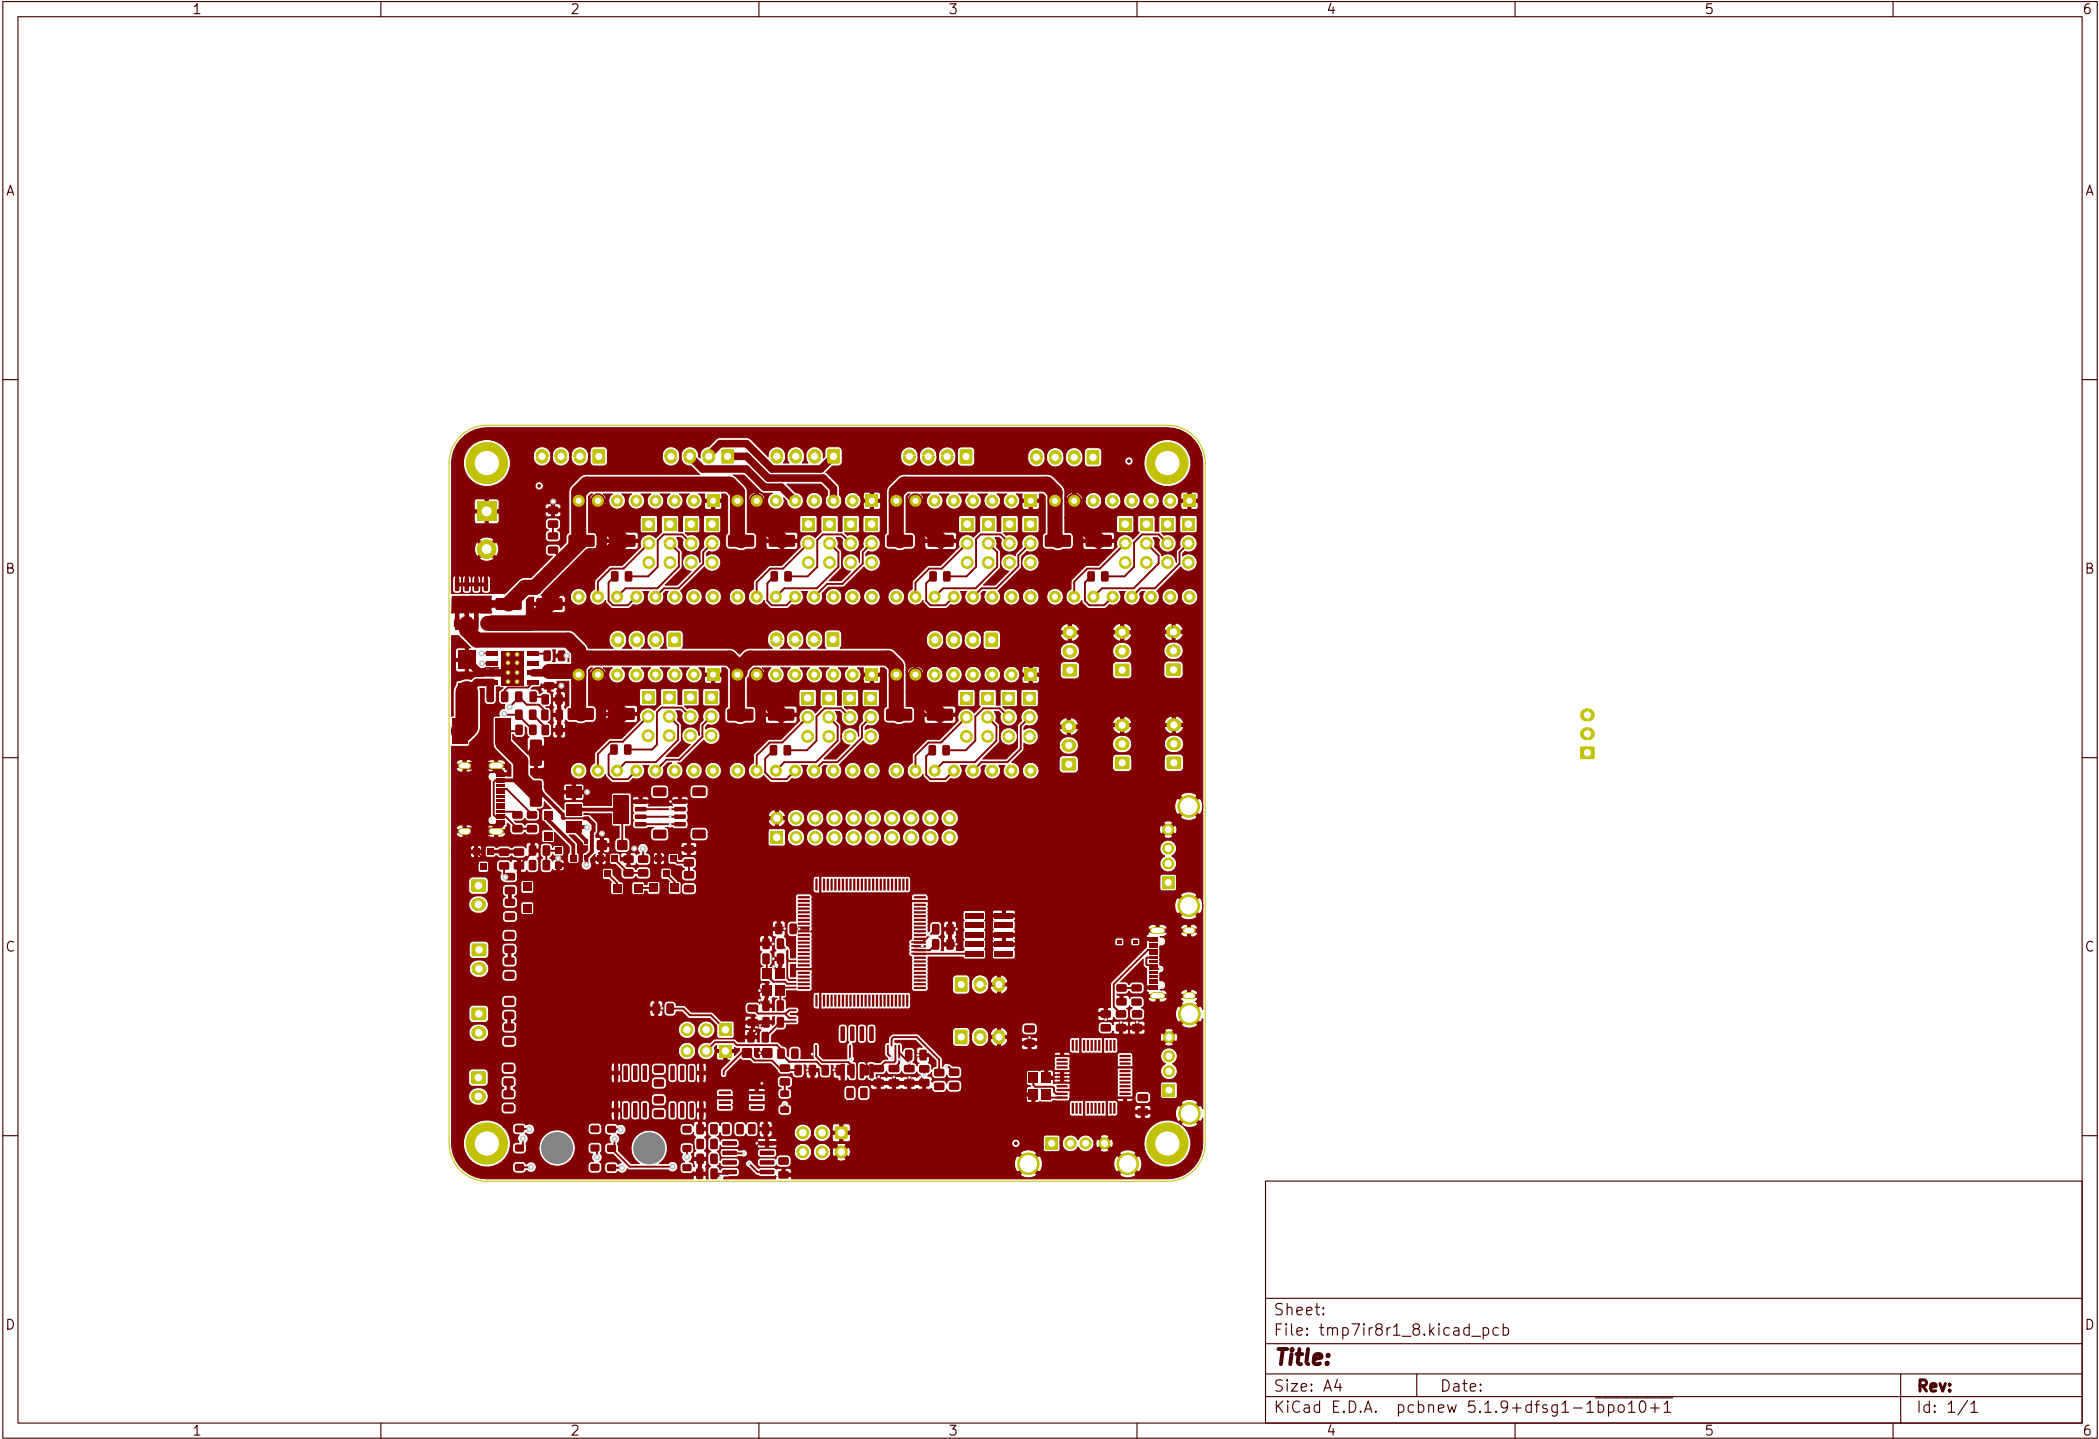 1 2 3 4 5 6
A A
B B
C C
D D
Sheet:
File: tmp7ir8r1_8.kicad_pcb
Title:
Size: A4 Date: Rev:
KiCad E.D.A. pcbnew 5.1.9+dfsg1-1bpo10+1 Id: 1/1
1 2 3 4 5 6